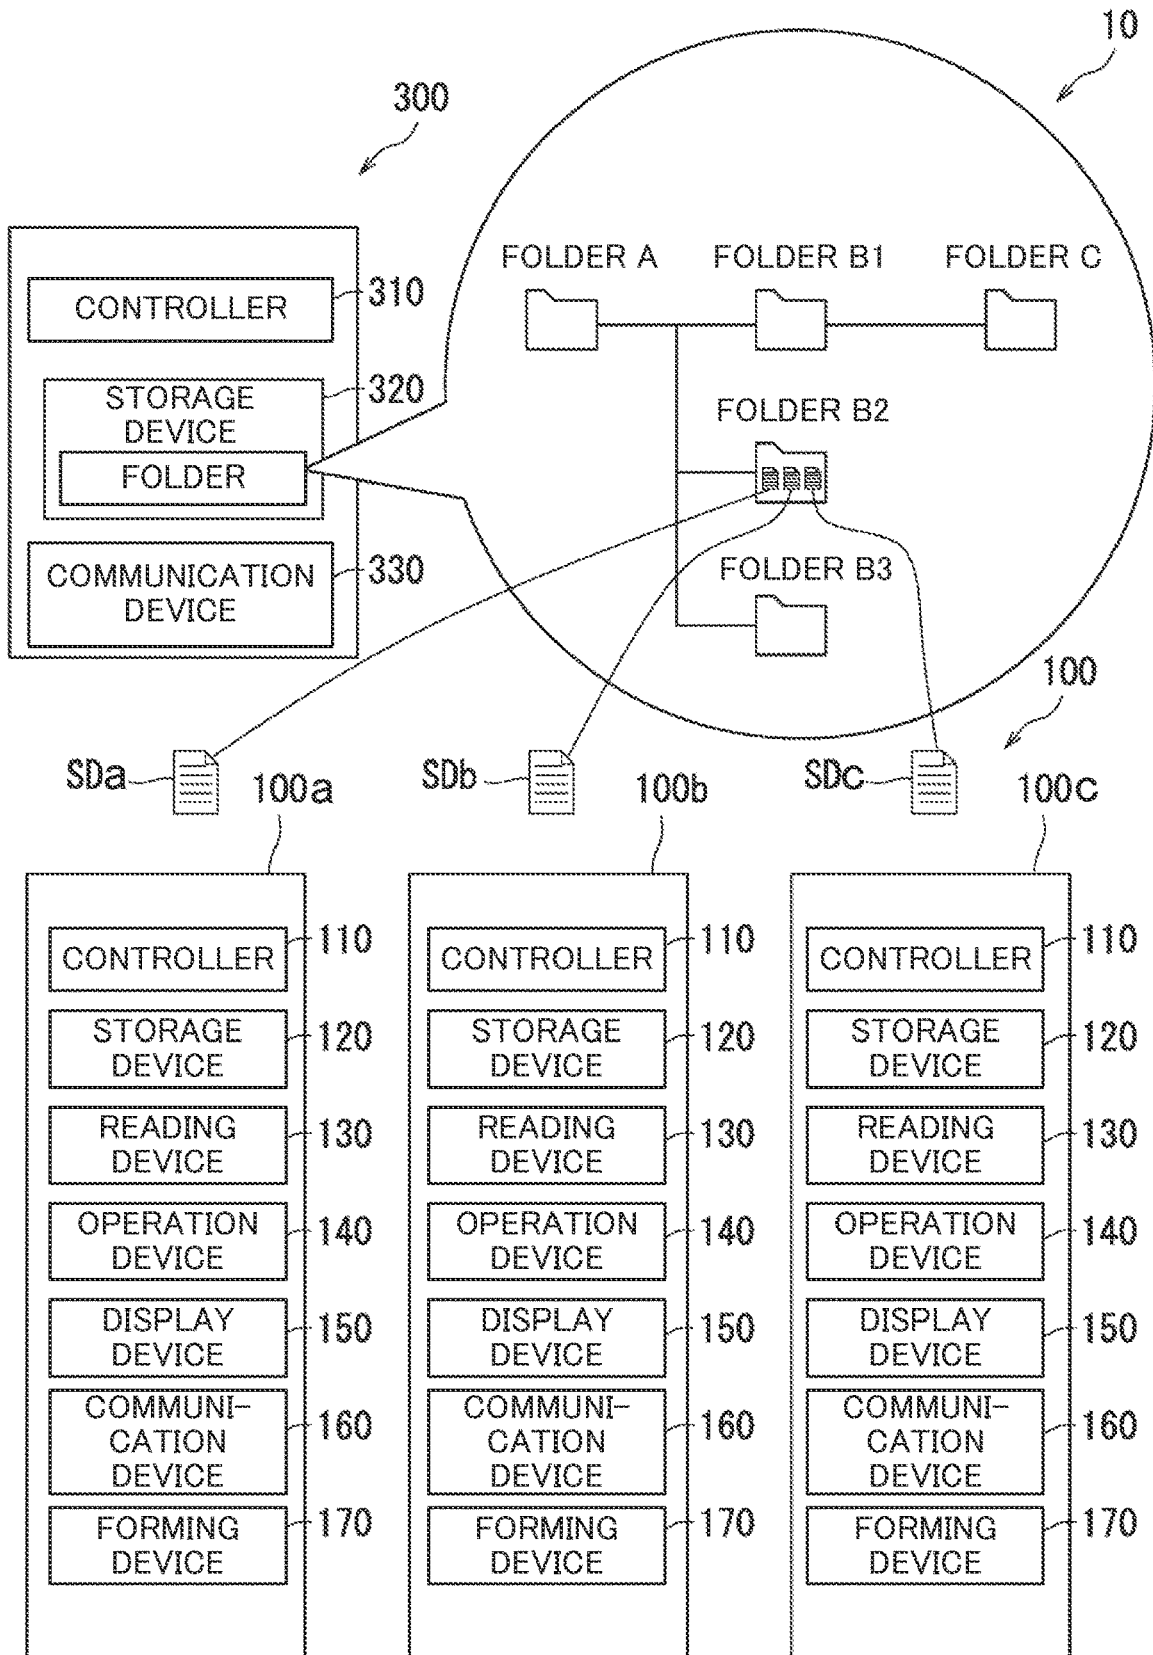 10
300
FOLDER A
FOLDER B1
FOLDER C
CONTROLLER
310
STORAGE
DEVICE
320
FOLDER
FOLDER B2
COMMUNICATION
DEVICE
330
FOLDER B3
100
SDa
100a
SDb
100b
SDc
100c
CONTROLLER
110
STORAGE
DEVICE
120
READING
DEVICE
130
OPERATION
DEVICE
140
DISPLAY
DEVICE
150
COMMUNI-
CATION
DEVICE
160
FORMING
DEVICE
170
CONTROLLER
110
STORAGE
DEVICE
120
READING
DEVICE
130
OPERATION
DEVICE
140
DISPLAY
DEVICE
150
COMMUNI-
CATION
DEVICE
160
FORMING
DEVICE
170
CONTROLLER
110
STORAGE
DEVICE
120
READING
DEVICE
130
OPERATION
DEVICE
140
DISPLAY
DEVICE
150
COMMUNI-
CATION
DEVICE
160
FORMING
DEVICE
170